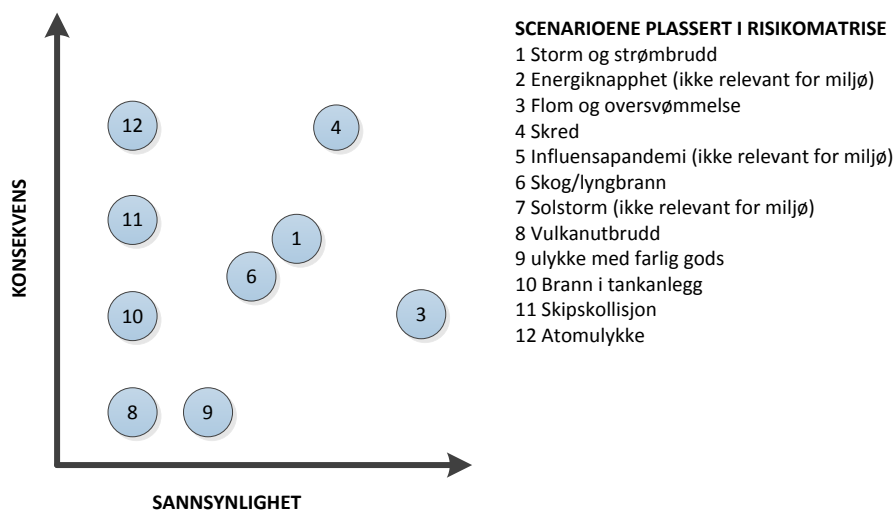 KONSEKVENS
12
4
11
1
6
10
3
8
9
SANNSYNLIGHET
SCENARIOENE PLASSERT I RISIKOMATRISE
1 Storm og strømbrudd
2 Energiknapphet (ikke relevant for miljø)
3 Flom og oversvømmelse
4 Skred
5 Influensapandemi (ikke relevant for miljø)
6 Skog/lyngbrann
7 Solstorm (ikke relevant for miljø)
8 Vulkanutbrudd
9 ulykke med farlig gods
10 Brann i tankanlegg
11 Skipskollisjon
12 Atomulykke